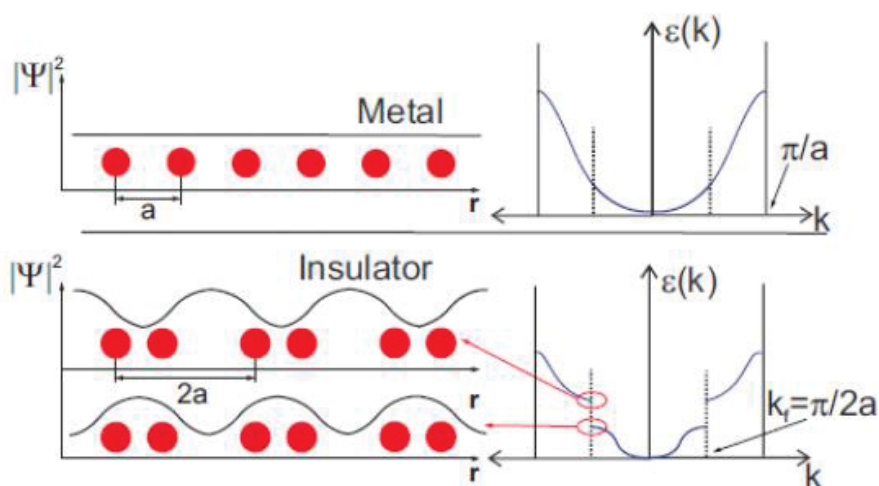 |Ψ|²
Metal
a
r
ε(k)
π/a
k
|Ψ|²
Insulator
2a
r
r
ε(k)
k_f=π/2a
k